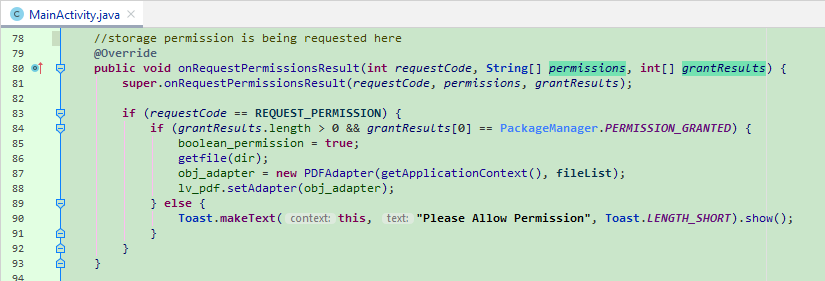 MainActivity.java
78 //storage permission is being requested here
79 @Override
80 public void onRequestPermissionsResult(int requestCode, String[] permissions, int[] grantResults) {
81 super.onRequestPermissionsResult(requestCode, permissions, grantResults);
82
83 if (requestCode == REQUEST_PERMISSION) {
84 if (grantResults.length > 0 && grantResults[0] == PackageManager.PERMISSION_GRANTED) {
85 boolean_permission = true;
86 getfile(dir);
87 obj_adapter = new PDFAdapter(getApplicationContext(), fileList);
88 lv_pdf.setAdapter(obj_adapter);
89 } else {
90 Toast.makeText( context: this, text: "Please Allow Permission", Toast.LENGTH_SHORT).show();
91 }
92 }
93 }
94